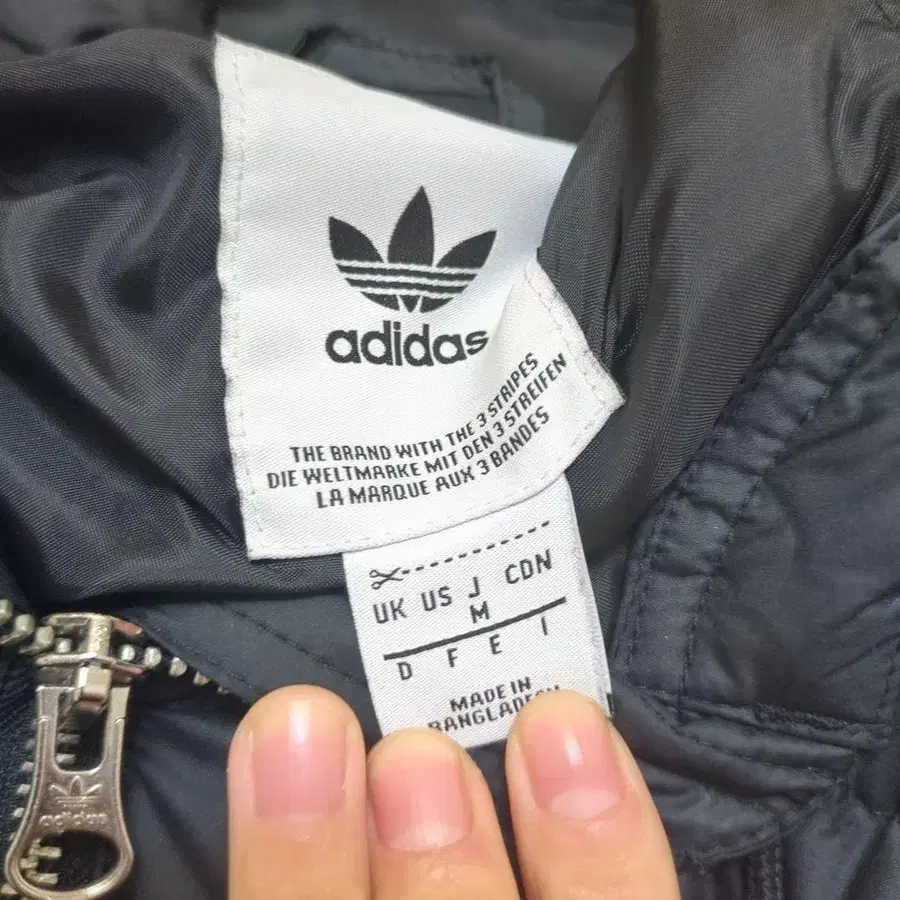 adidas
THE BRAND WITH THE 3 STRIPES
DIE WELTMARKE MIT DEN 3 STREIFEN
LA MARQUE AUX 3 BANDES
UK US J CDN
M
D F E I
MADE IN
BANGLADESH
adidas